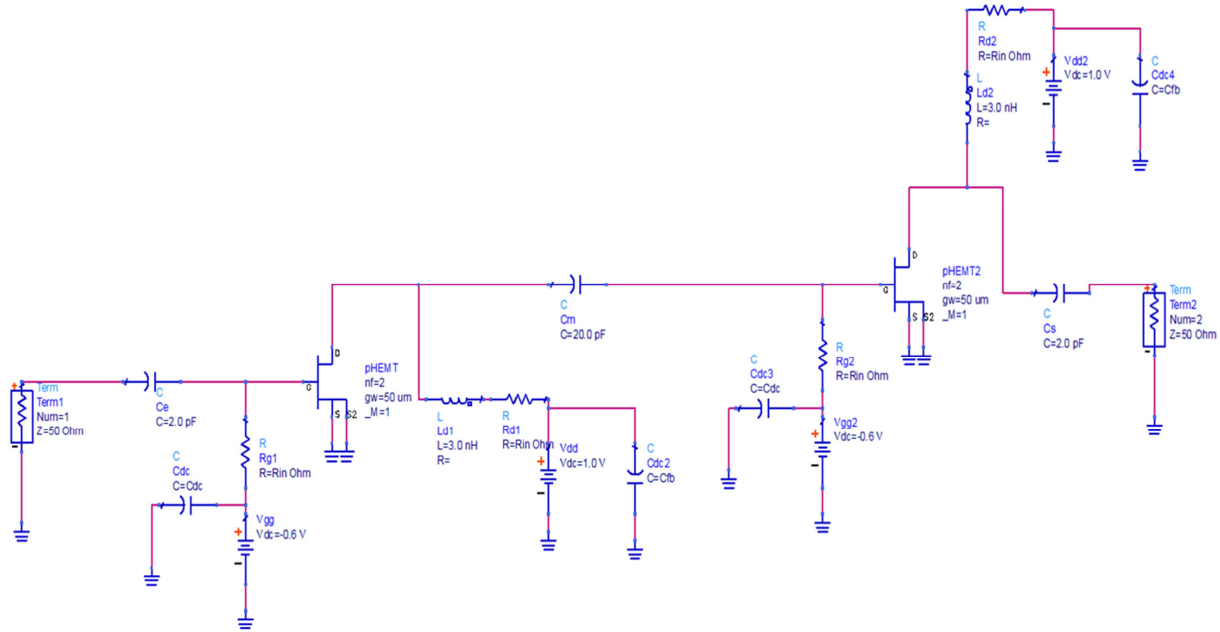 R
Rd2
R=Rin Ohm
Vdd2
Vdc=1.0 V
C
Cdc4
C=Cfb
L
Ld2
L=3.0 nH
R=
D
G
S
S2
pHEMT2
nf=2
gw=50 um
_M=1
C
Cm
C=20.0 pF
Term
Term1
Num=1
Z=50 Ohm
C
Ce
C=2.0 pF
D
G
S
S2
pHEMT
nf=2
gw=50 um
_M=1
L
Ld1
L=3.0 nH
R=
R
Rd1
R=Rin Ohm
Vdd
Vdc=1.0 V
C
Cdc2
C=Cfb
R
Rg1
R=Rin Ohm
C
Cdc
C=Cdc
Vgg
Vdc=-0.6 V
C
Cdc3
C=Cdc
R
Rg2
R=Rin Ohm
Vgg2
Vdc=-0.6 V
C
Cs
C=2.0 pF
Term
Term2
Num=2
Z=50 Ohm